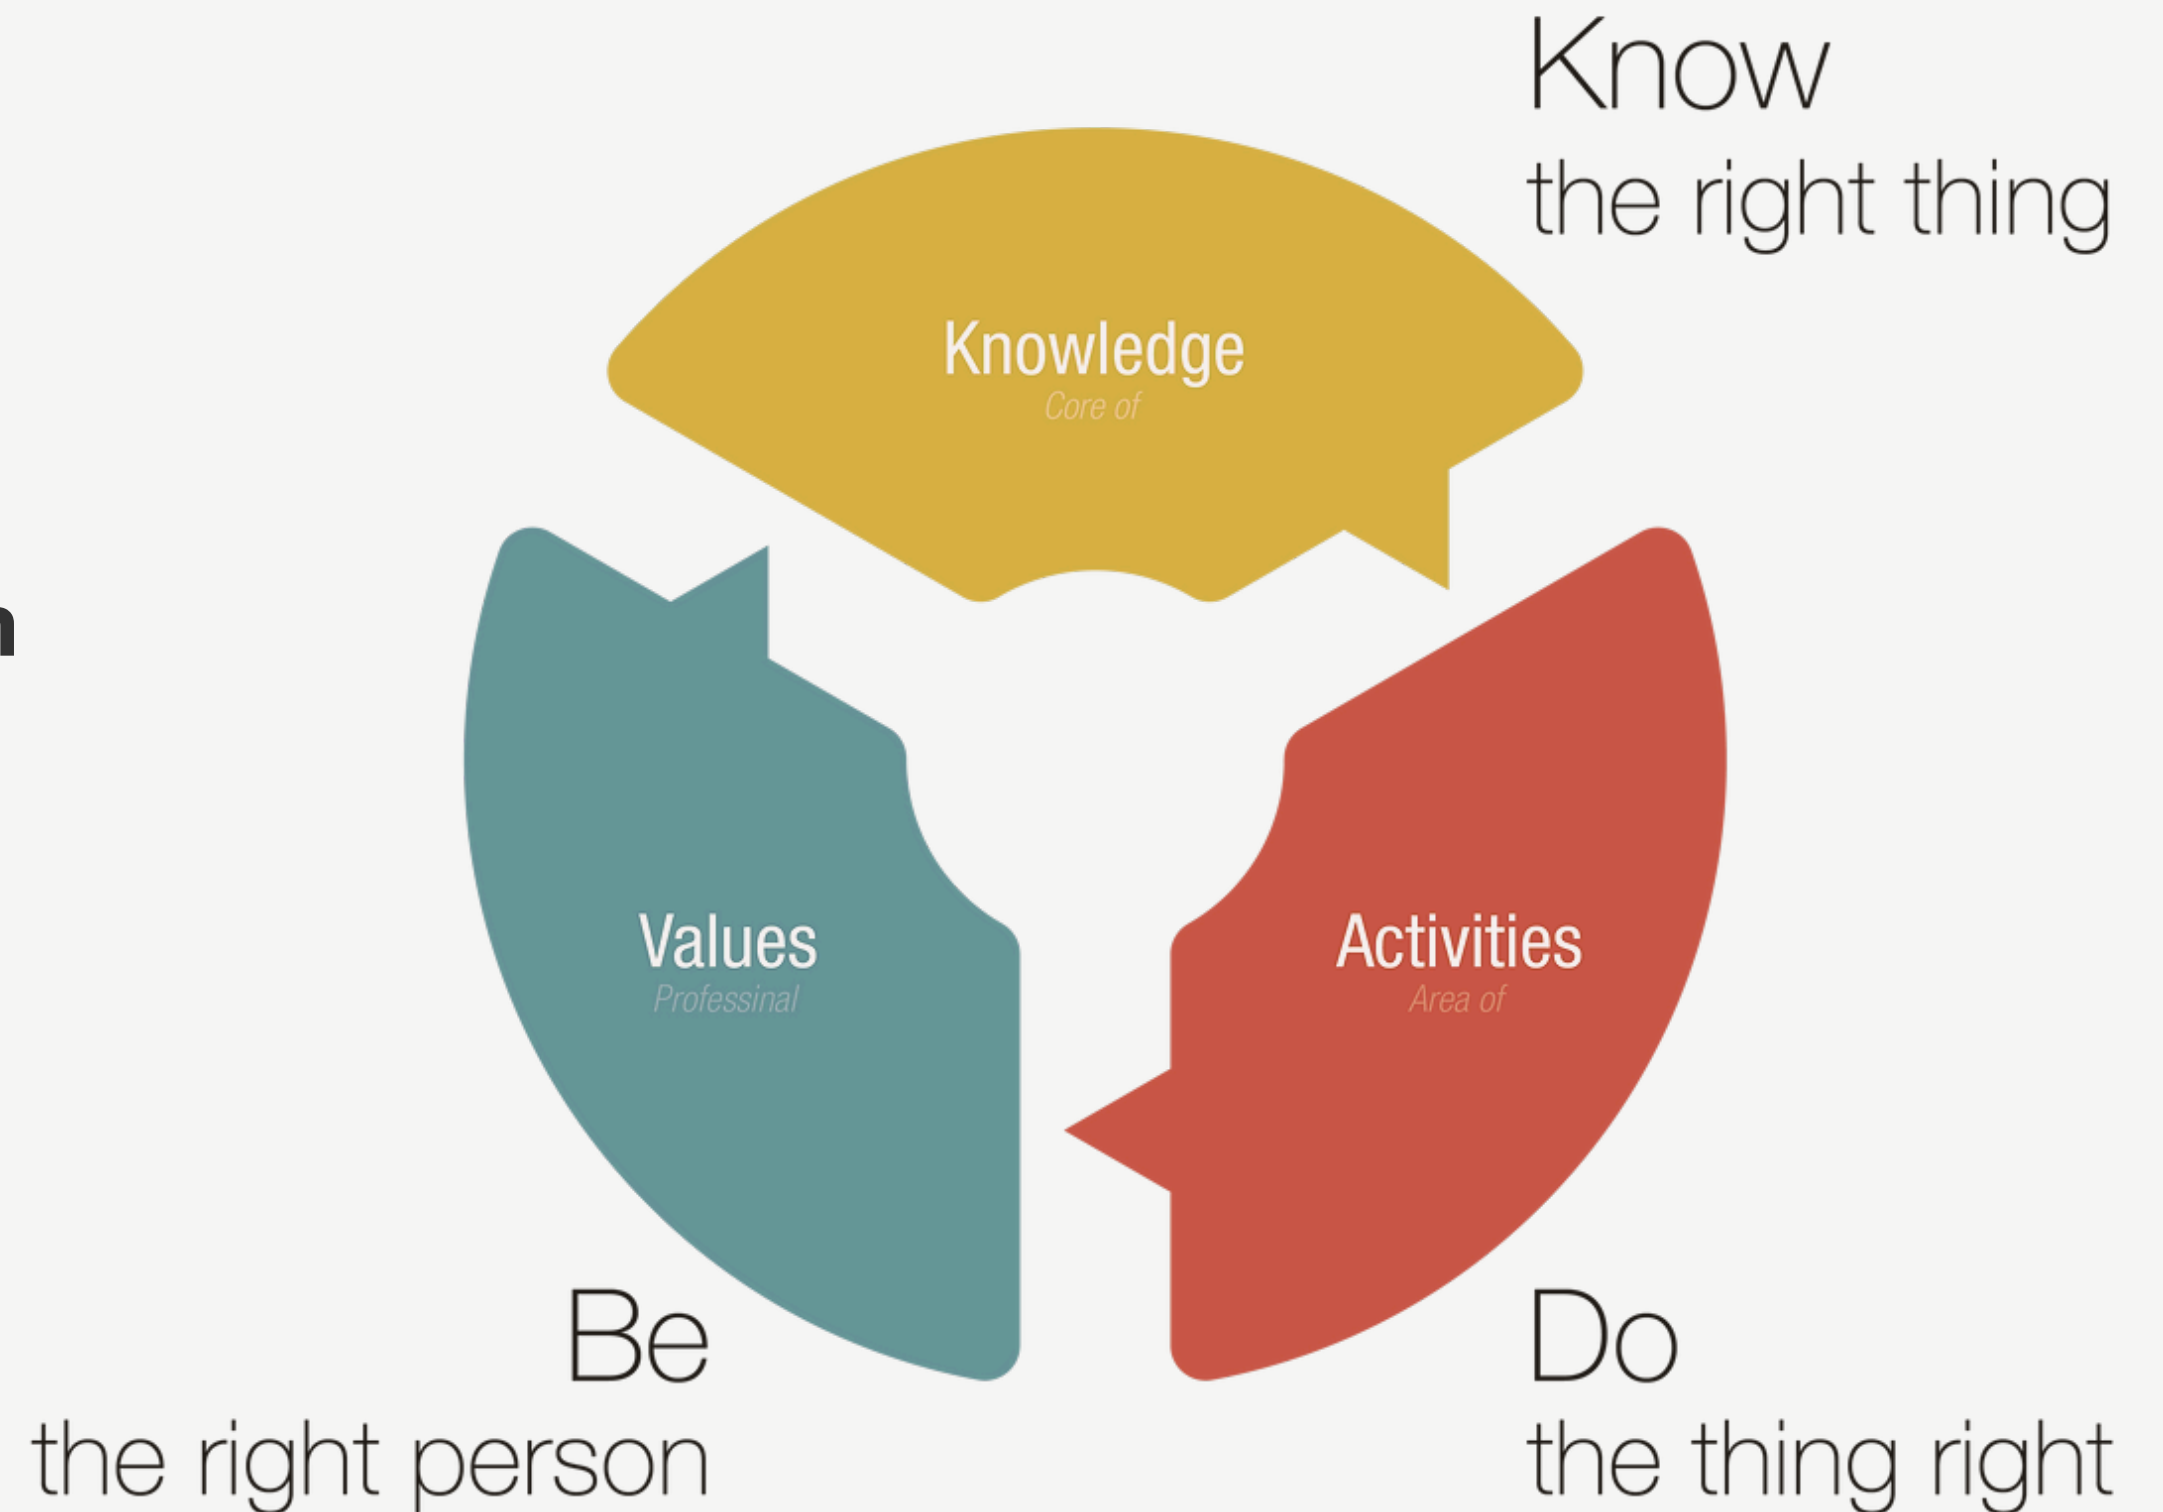 Know
the right thing
Knowledge
Core of
Values
Professinal
Activities
Area of
Be
the right person
Do
the thing right